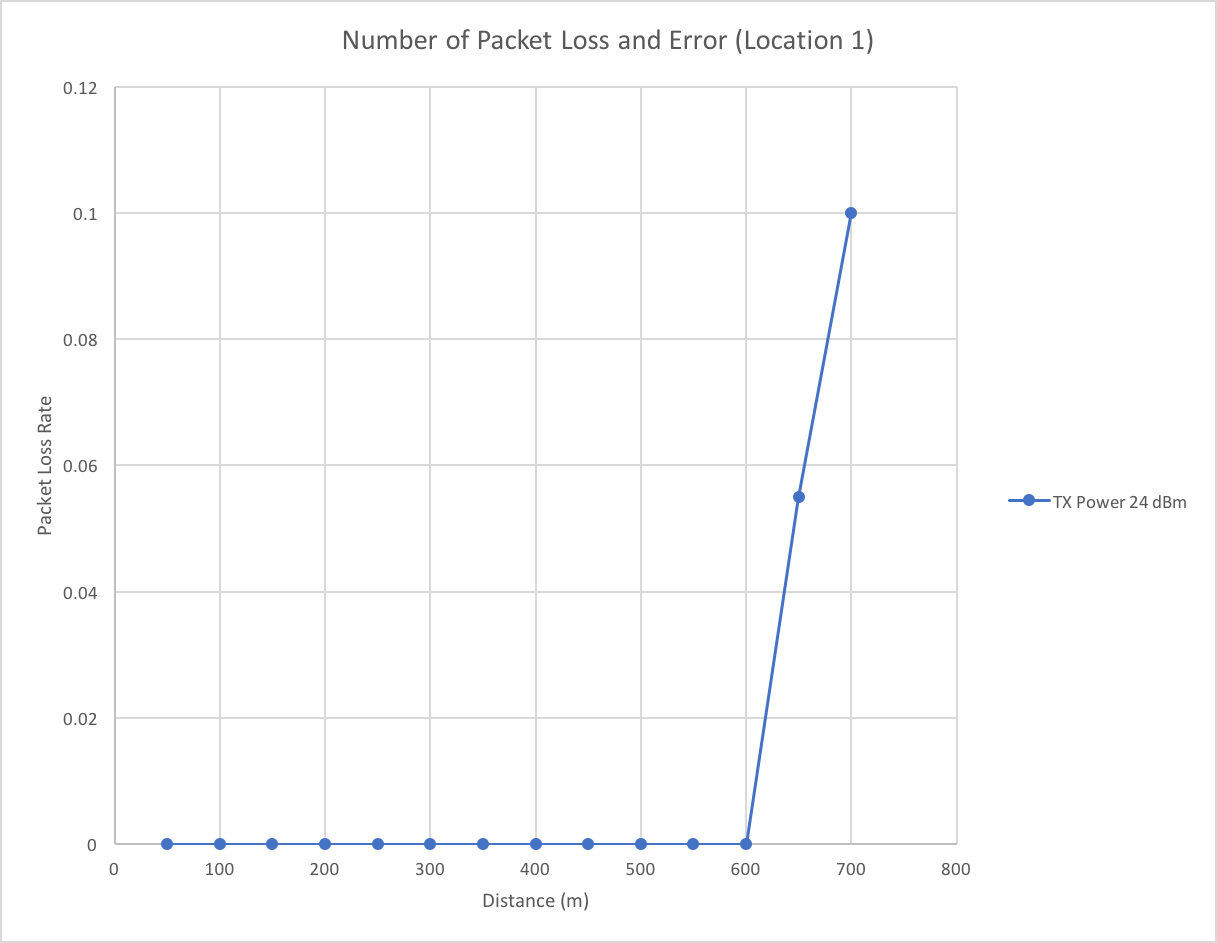 Number of Packet Loss and Error (Location 1)
0.12
0.1
0.08
0.06
0.04
0.02
0
Packet Loss Rate
0 100 200 300 400 500 600 700 800
Distance (m)
TX Power 24 dBm